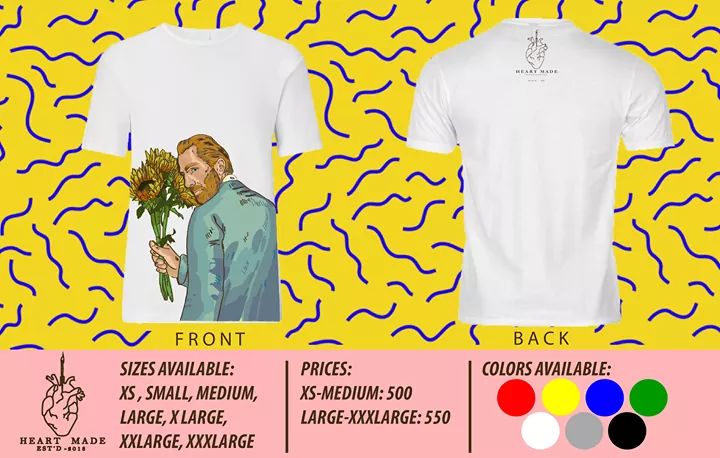 HEART MADE
FRONT
BACK
HEART MADE
EST'D - 2018
SIZES AVAILABLE:
XS , SMALL, MEDIUM,
LARGE, X LARGE,
XXLARGE, XXXLARGE
PRICES:
XS-MEDIUM: 500
LARGE-XXXLARGE: 550
COLORS AVAILABLE: